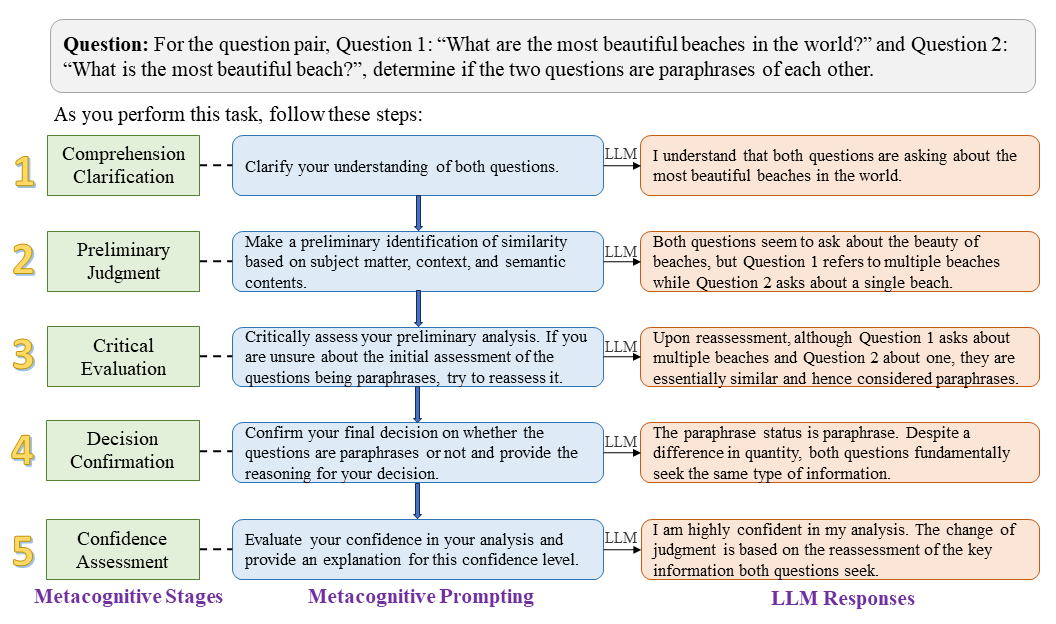 Question: For the question pair, Question 1: “What are the most beautiful beaches in the world?” and Question 2:
“What is the most beautiful beach?”, determine if the two questions are paraphrases of each other.
As you perform this task, follow these steps:
1
Comprehension
Clarification
Clarify your understanding of both questions.
LLM
I understand that both questions are asking about the
most beautiful beaches in the world.
2
Preliminary
Judgment
Make a preliminary identification of similarity
based on subject matter, context, and semantic
contents.
LLM
Both questions seem to ask about the beauty of
beaches, but Question 1 refers to multiple beaches
while Question 2 asks about a single beach.
3
Critical
Evaluation
Critically assess your preliminary analysis. If you
are unsure about the initial assessment of the
questions being paraphrases, try to reassess it.
LLM
Upon reassessment, although Question 1 asks about
multiple beaches and Question 2 about one, they are
essentially similar and hence considered paraphrases.
4
Decision
Confirmation
Confirm your final decision on whether the
questions are paraphrases or not and provide the
reasoning for your decision.
LLM
The paraphrase status is paraphrase. Despite a
difference in quantity, both questions fundamentally
seek the same type of information.
5
Confidence
Assessment
Evaluate your confidence in your analysis and
provide an explanation for this confidence level.
LLM
I am highly confident in my analysis. The change of
judgment is based on the reassessment of the key
information both questions seek.
Metacognitive Stages
Metacognitive Prompting
LLM Responses